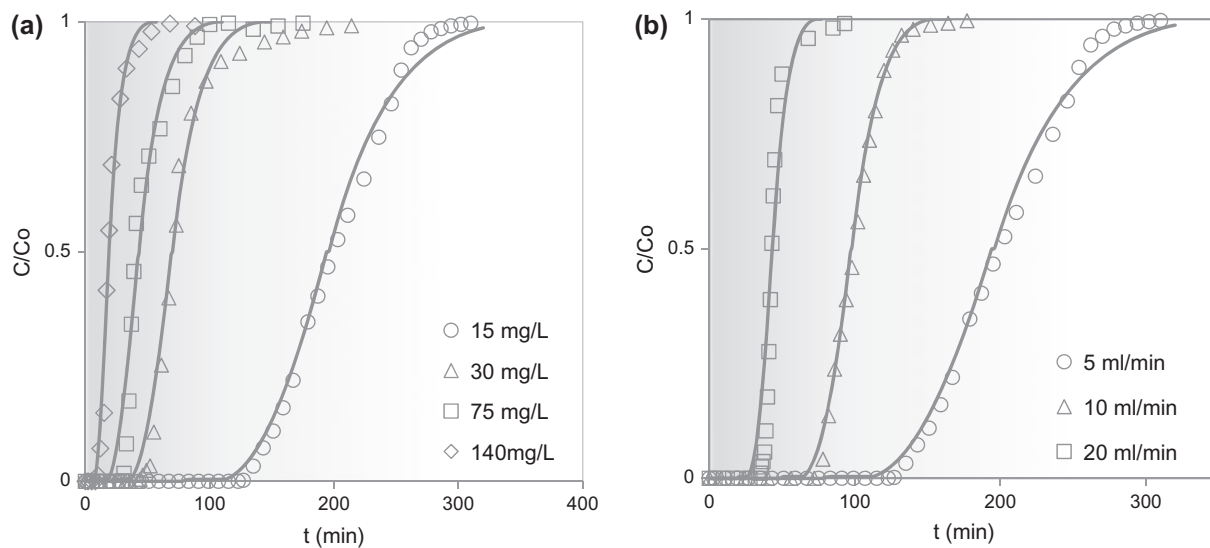 (a)
1
0.5
0
C/Co
0
100
200
300
400
t (min)
15 mg/L
30 mg/L
75 mg/L
140mg/L
(b)
1
0.5
0
C/Co
0
100
200
300
t (min)
5 ml/min
10 ml/min
20 ml/min